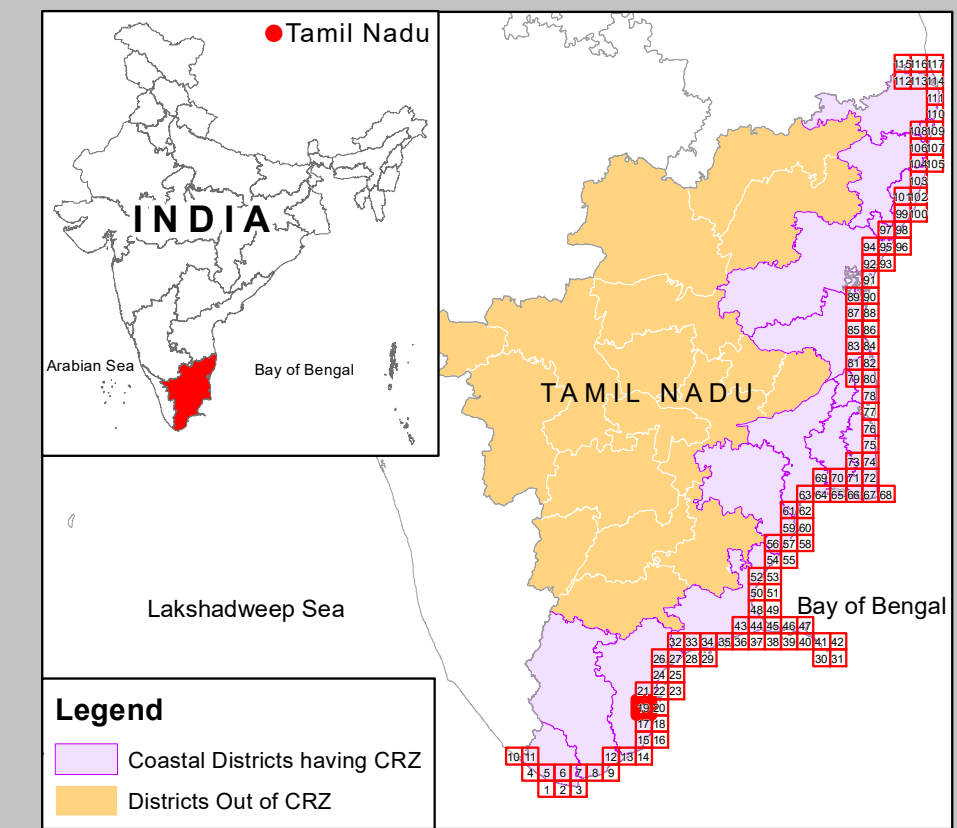 Tamil Nadu
INDIA
Arabian Sea
Bay of Bengal
TAMIL NADU
Lakshadweep Sea
Bay of Bengal
Legend
Coastal Districts having CRZ
Districts Out of CRZ
115 116 117
112 113 114
111
110
108 109
106 107
104 105
103
101 102
99 100
97 98
94 95 96
92 93
91
89 90
87 88
85 86
83 84
81 82
79 80
78
77
76
75
73 74
69 70 71 72
63 64 65 66 67 68
61 62
59 60
56 57 58
54 55
52 53
50 51
48 49
43 44 45 46 47
32 33 34 35 36 37 38 39 40 41 42
26 27 28 29 30 31
24 25
21 22 23
19 20
17 18
15 16
10 11 12 13 14
4 5 6 7 8 9
1 2 3